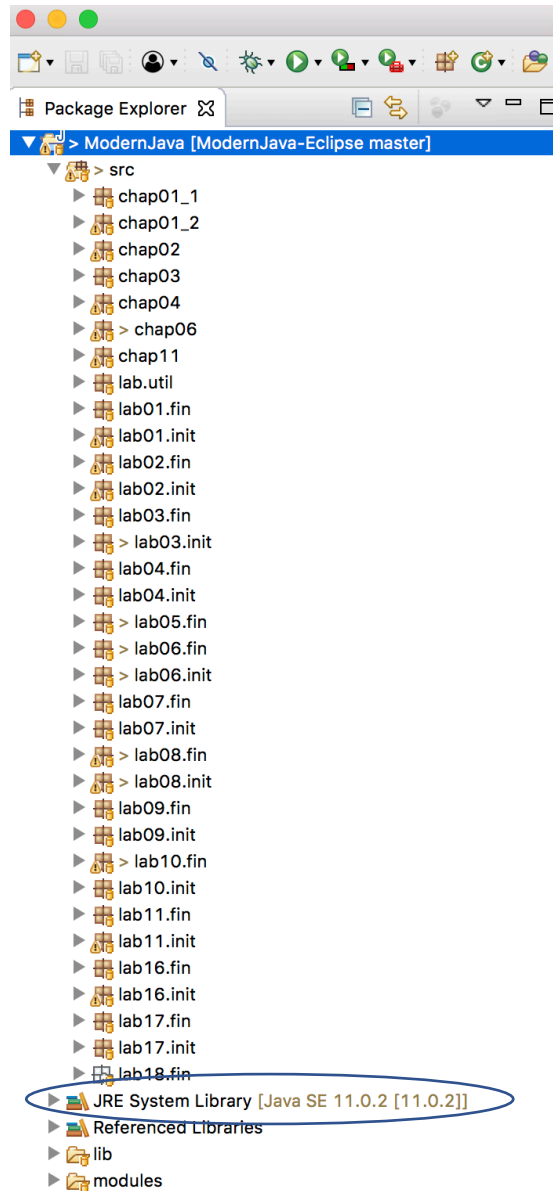 Package Explorer
> ModernJava [ModernJava-Eclipse master]
> src
chap01_1
chap01_2
chap02
chap03
chap04
> chap06
chap11
lab.util
lab01.fin
lab01.init
lab02.fin
lab02.init
lab03.fin
> lab03.init
lab04.fin
lab04.init
> lab05.fin
> lab06.fin
> lab06.init
lab07.fin
lab07.init
> lab08.fin
> lab08.init
lab09.fin
lab09.init
> lab10.fin
lab10.init
lab11.fin
lab11.init
lab16.fin
lab16.init
lab17.fin
lab17.init
lab18.fin
JRE System Library [Java SE 11.0.2 [11.0.2]]
Referenced Libraries
lib
modules